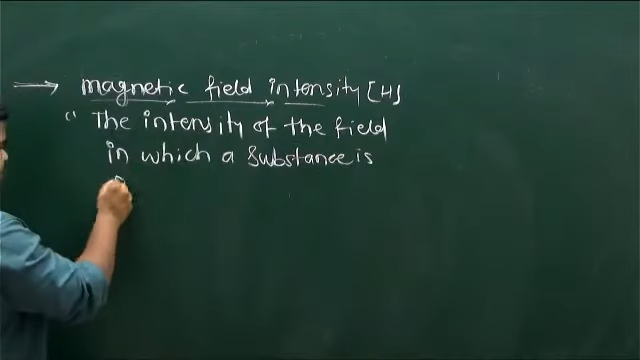 → magnetic field intensity [H]
" The intensity of the field
in which a substance is